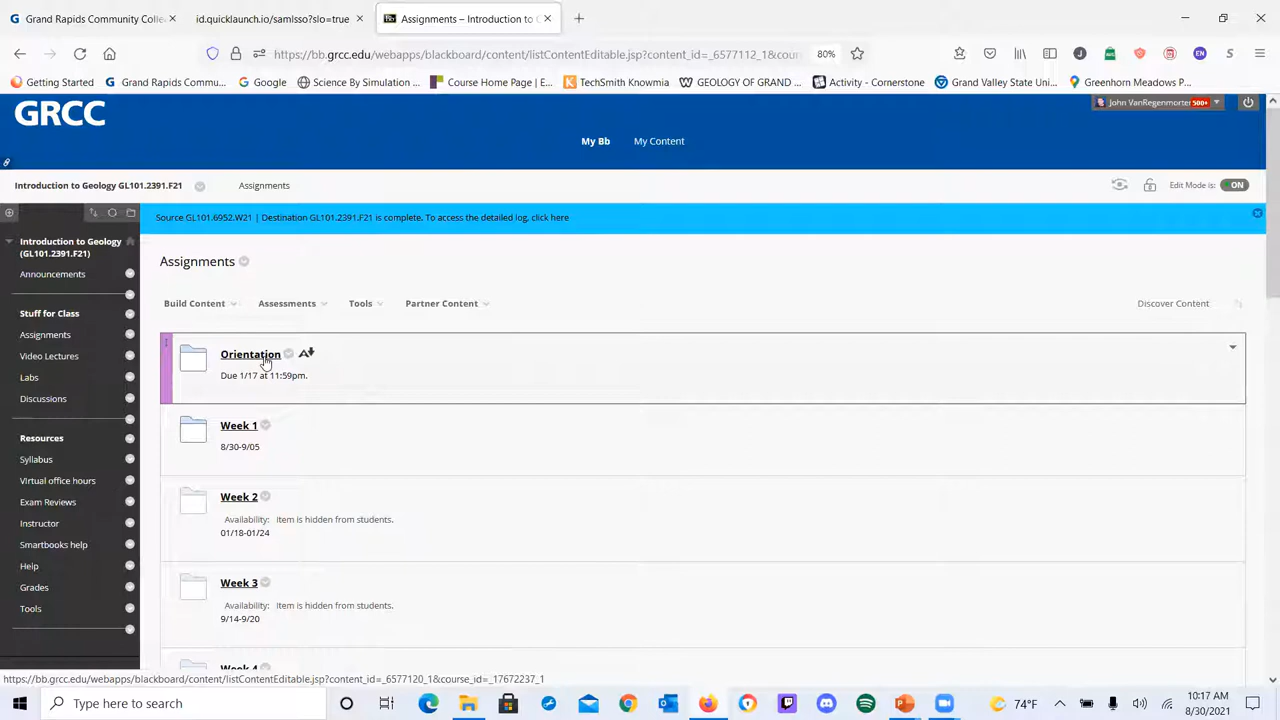 Grand Rapids Community Colle
id.quicklaunch.io/samlsso?slo=true
Assignments – Introduction to G
https://bb.grcc.edu/webapps/blackboard/content/listContentEditable.jsp?content_id=_6577112_1&cou
80%
Getting Started
Grand Rapids Commu...
Google
Science By Simulation ...
Course Home Page | E...
TechSmith Knowmia
GEOLOGY OF GRAND ...
Activity - Cornerstone
Grand Valley State Uni...
Greenhorn Meadows P...
GRCC
John VanRegenmorter 500+
My Bb
My Content
Introduction to Geology GL101.2391.F21
Assignments
Edit Mode is: ON
Source GL101.6952.W21 | Destination GL101.2391.F21 is complete. To access the detailed log, click here
Introduction to Geology
(GL101.2391.F21)
Announcements
Stuff for Class
Assignments
Video Lectures
Labs
Discussions
Resources
Syllabus
Virtual office hours
Exam Reviews
Instructor
Smartbooks help
Help
Grades
Tools
Assignments
Build Content
Assessments
Tools
Partner Content
Discover Content
Orientation
Due 1/17 at 11:59pm.
Week 1
8/30-9/05
Week 2
Availability: Item is hidden from students.
01/18-01/24
Week 3
Availability: Item is hidden from students.
9/14-9/20
Week 4
https://bb.grcc.edu/webapps/blackboard/content/listContentEditable.jsp?content_id=_6577120_1&course_id=_17672237_1
Type here to search
74°F
10:17 AM
8/30/2021